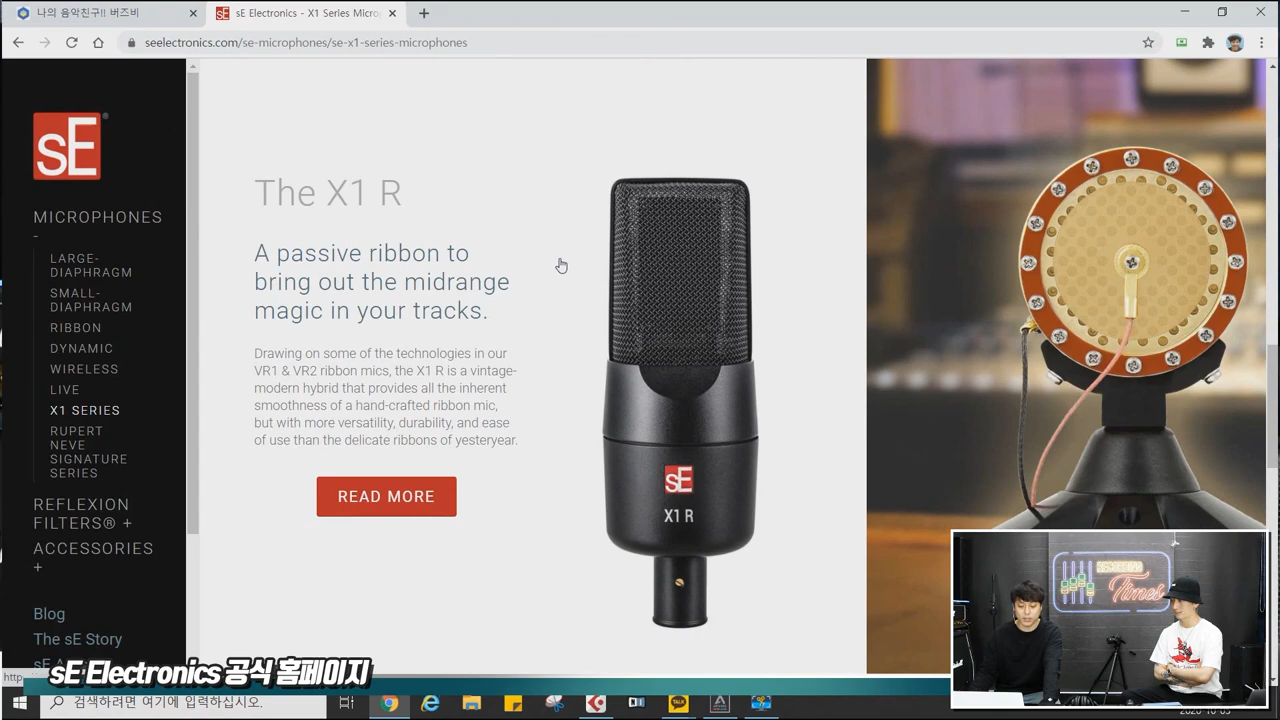 나의 음악친구!! 버즈비
sE Electronics - X1 Series Micro
seelectronics.com/se-microphones/se-x1-series-microphones
sE
®
MICROPHONES
-
LARGE-
DIAPHRAGM
SMALL-
DIAPHRAGM
RIBBON
DYNAMIC
WIRELESS
LIVE
X1 SERIES
RUPERT
NEVE
SIGNATURE
SERIES
REFLEXION
FILTERS® +
ACCESSORIES
+
Blog
The sE Story
The X1 R
A passive ribbon to
bring out the midrange
magic in your tracks.
Drawing on some of the technologies in our
VR1 & VR2 ribbon mics, the X1 R is a vintage-
modern hybrid that provides all the inherent
smoothness of a hand-crafted ribbon mic,
but with more versatility, durability, and ease
of use than the delicate ribbons of yesteryear.
READ MORE
sE
X1 R
RECORDING
Times
http
sE Electronics 공식 홈페이지
검색하려면 여기에 입력하십시오.
TALK